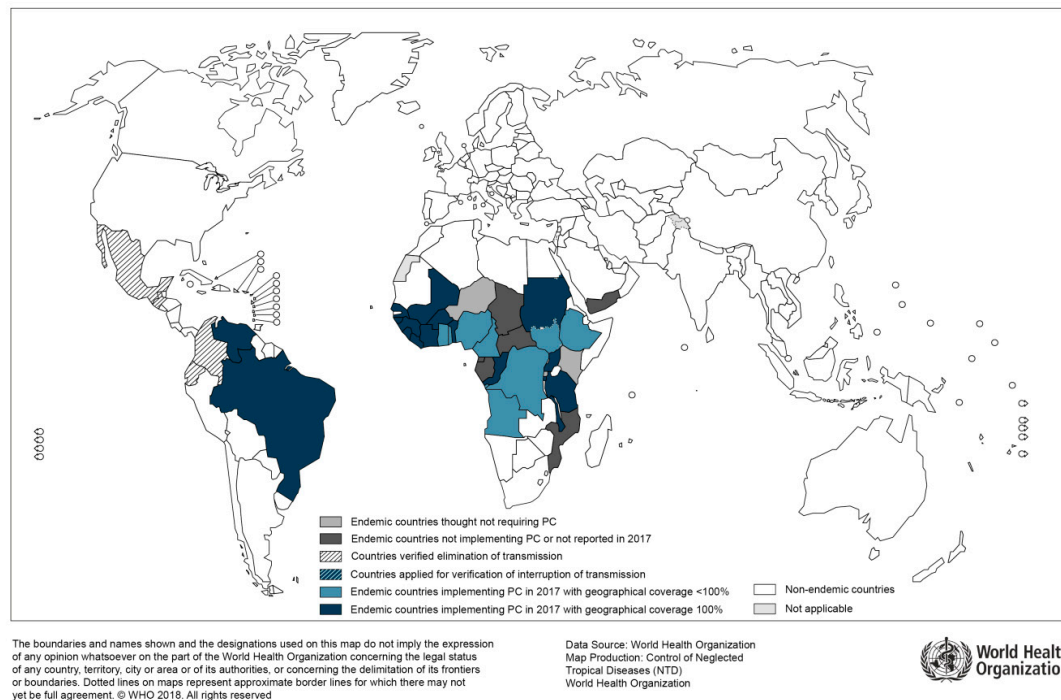 Endemic countries thought not requiring PC
Endemic countries not implementing PC or not reported in 2017
Countries verified elimination of transmission
Countries applied for verification of interruption of transmission
Endemic countries implementing PC in 2017 with geographical coverage <100%
Endemic countries implementing PC in 2017 with geographical coverage 100%
Non-endemic countries
Not applicable
The boundaries and names shown and the designations used on this map do not imply the expression
of any opinion whatsoever on the part of the World Health Organization concerning the legal status
of any country, territory, city or area or of its authorities, or concerning the delimitation of its frontiers
or boundaries. Dotted lines on maps represent approximate border lines for which there may not
yet be full agreement. © WHO 2018. All rights reserved
Data Source: World Health Organization
Map Production: Control of Neglected
Tropical Diseases (NTD)
World Health Organization
World Healt
Organizatio